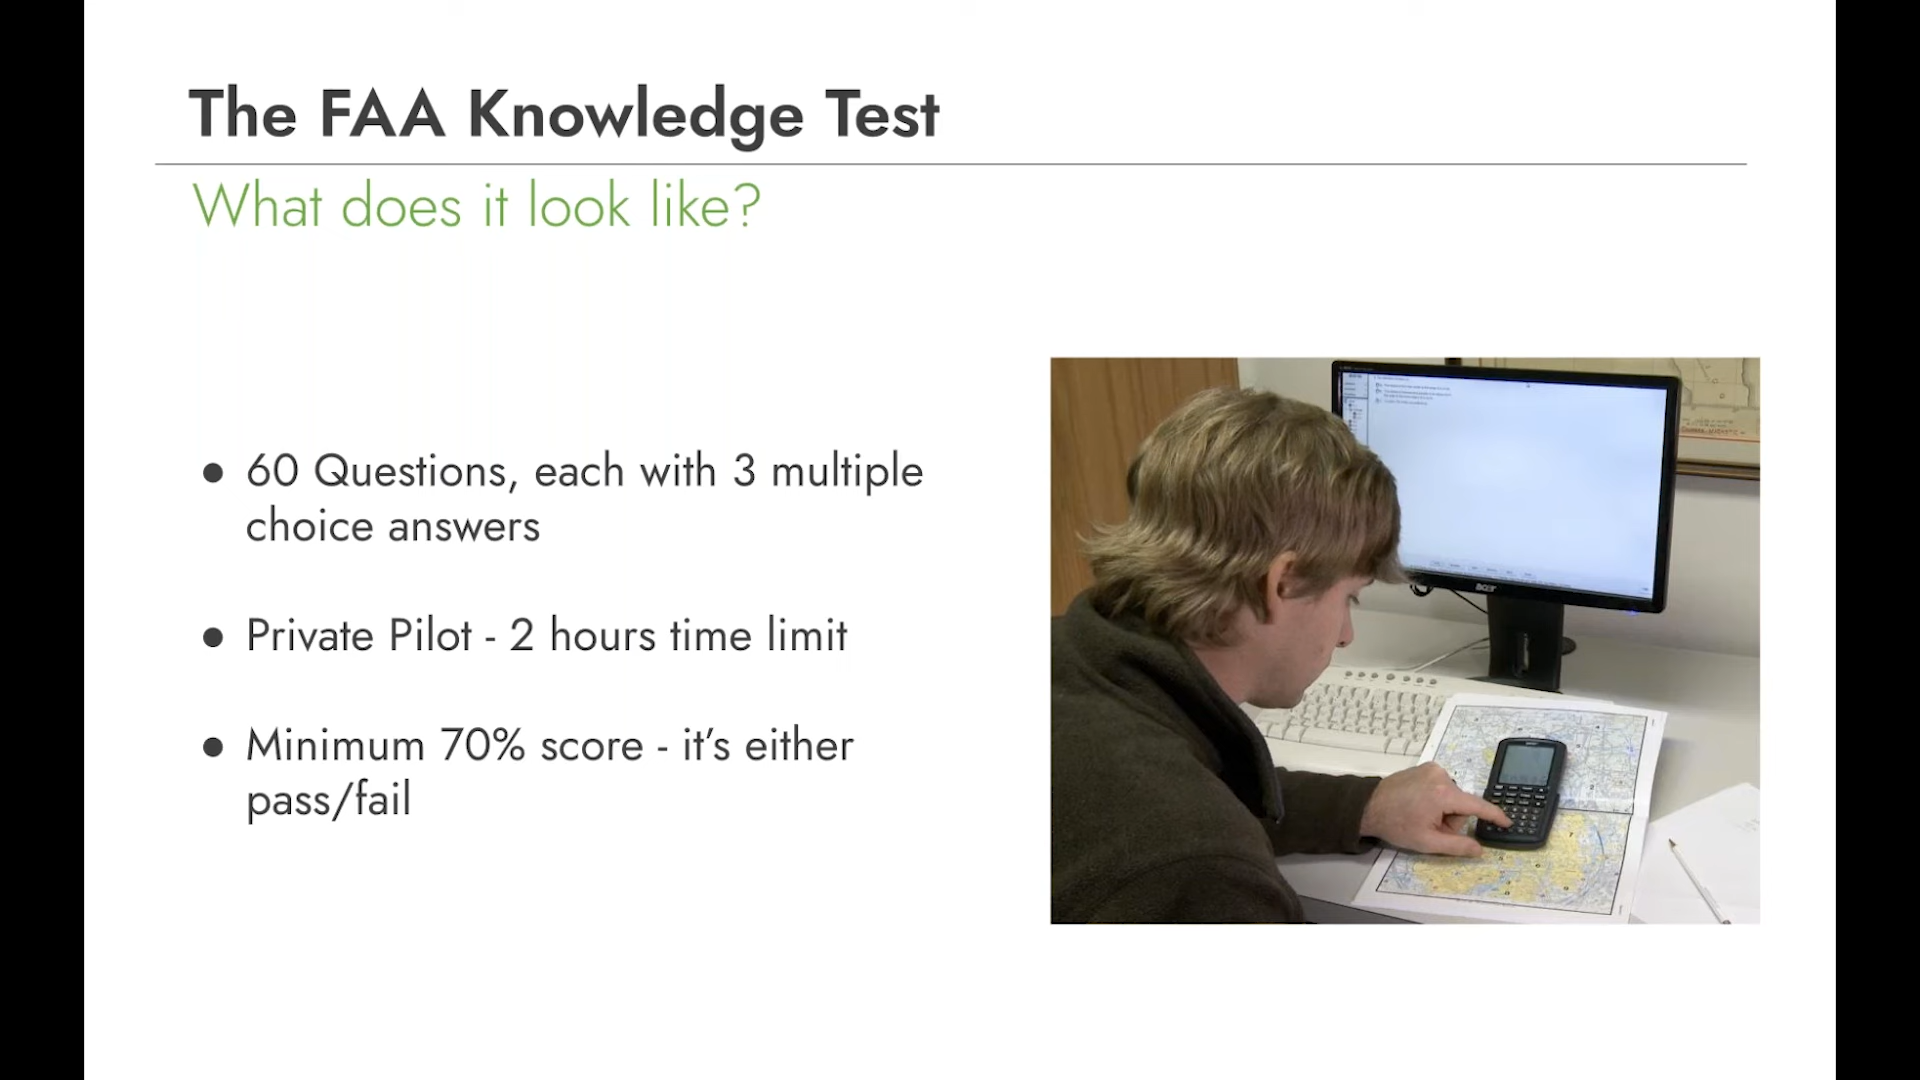 The FAA Knowledge Test
What does it look like?
● 60 Questions, each with 3 multiple
choice answers
● Private Pilot - 2 hours time limit
● Minimum 70% score - it’s either
pass/fail
acer